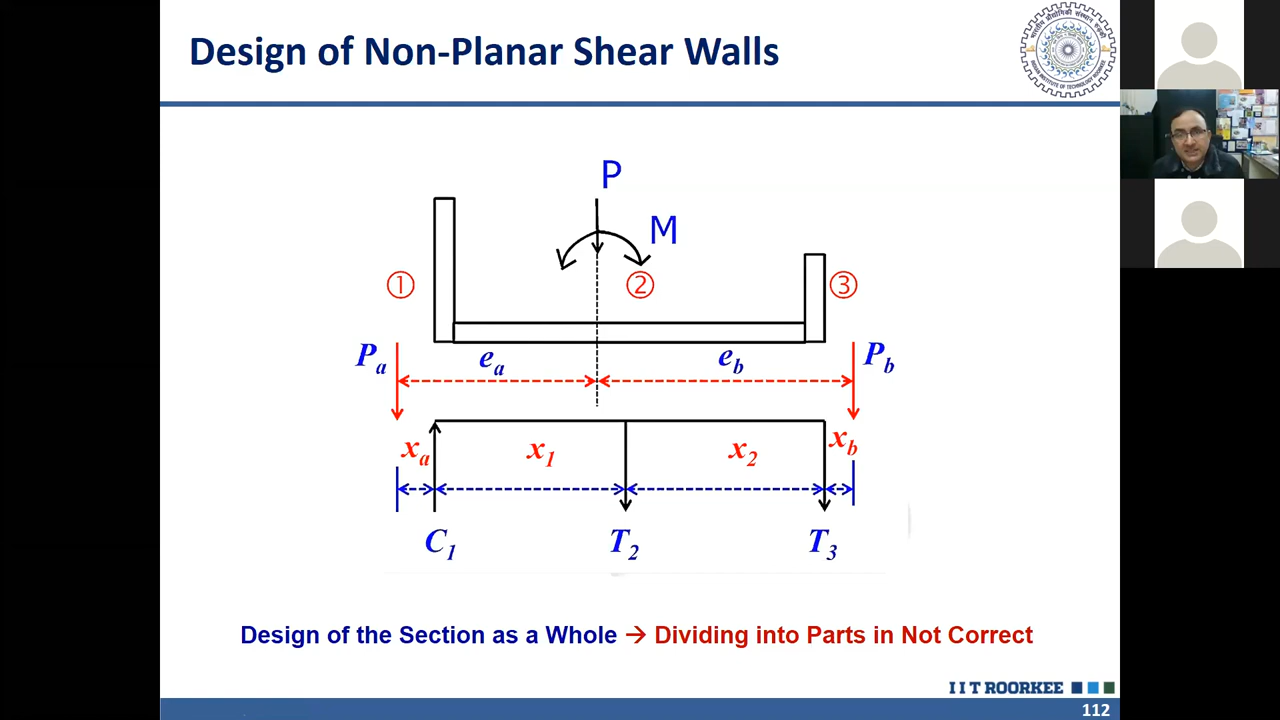 Design of Non-Planar Shear Walls
P
M
① ② ③
Pa ea eb Pb
xa x1 x2 xb
C1 T2 T3
Design of the Section as a Whole → Dividing into Parts in Not Correct
I I T ROORKEE
112